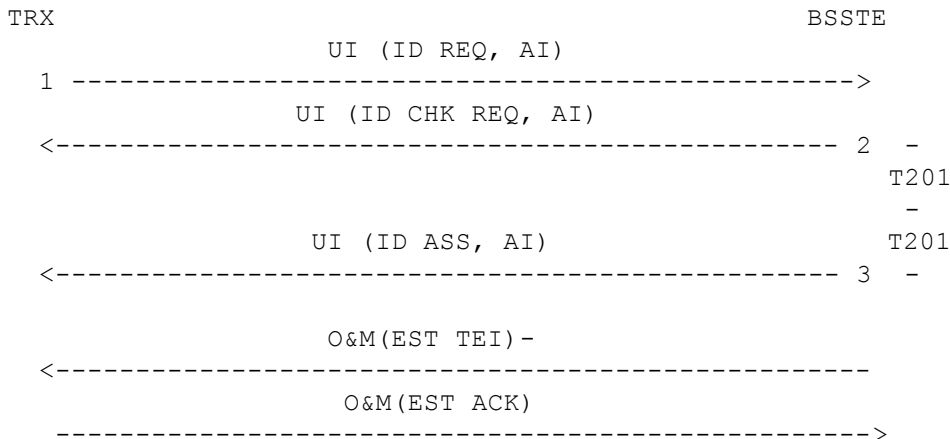 TRX BSSTE
UI (ID REQ, AI)
1 ------------------------------------------------->
UI (ID CHK REQ, AI)
<------------------------------------------------- 2 -
T201
-
UI (ID ASS, AI) T201
<------------------------------------------------- 3 -
O&M(EST TEI)-
<---------------------------------------------------
O&M(EST ACK)
--------------------------------------------------->